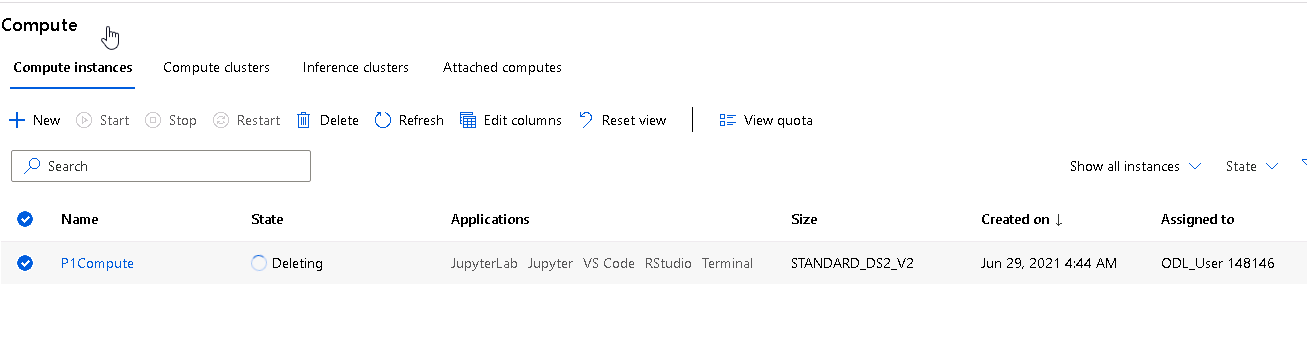 Compute
Compute instances Compute clusters Inference clusters Attached computes
New Start Stop Restart Delete Refresh Edit columns Reset view View quota
Search Show all instances State
Name State Applications Size Created on ↓ Assigned to
P1Compute Deleting JupyterLab Jupyter VS Code RStudio Terminal STANDARD_DS2_V2 Jun 29, 2021 4:44 AM ODL_User 148146